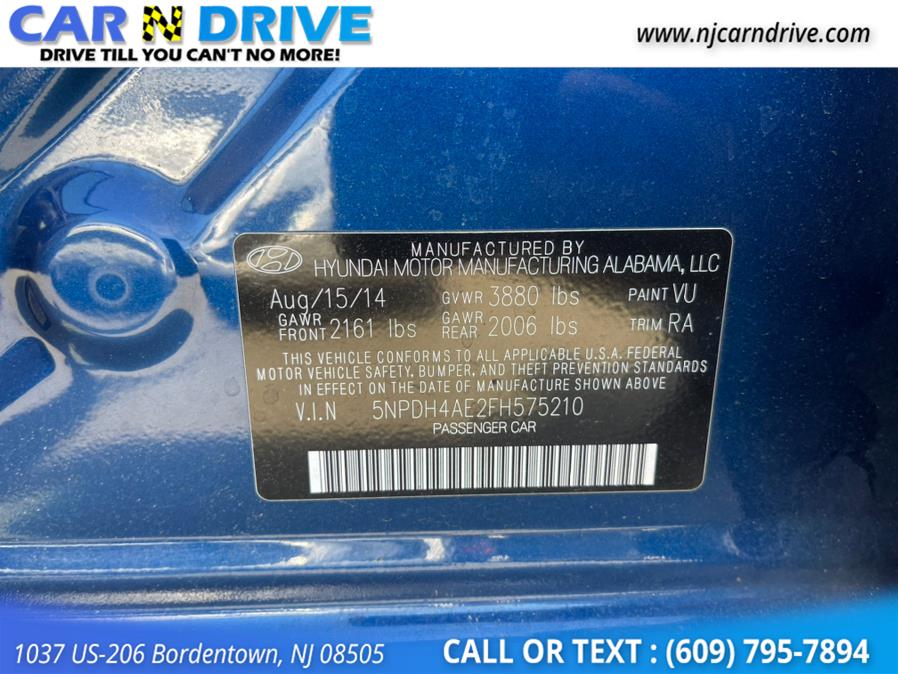 CAR N DRIVE
DRIVE TILL YOU CAN'T NO MORE!
www.njcarndrive.com
MANUFACTURED BY
HYUNDAI MOTOR MANUFACTURING ALABAMA, LLC
Aug/15/14 GVWR 3880 lbs PAINT VU
GAWR FRONT 2161 lbs GAWR REAR 2006 lbs TRIM RA
THIS VEHICLE CONFORMS TO ALL APPLICABLE U.S.A. FEDERAL
MOTOR VEHICLE SAFETY, BUMPER, AND THEFT PREVENTION STANDARDS
IN EFFECT ON THE DATE OF MANUFACTURE SHOWN ABOVE
V.I.N 5NPDH4AE2FH575210
PASSENGER CAR
1037 US-206 Bordentown, NJ 08505
CALL OR TEXT : (609) 795-7894